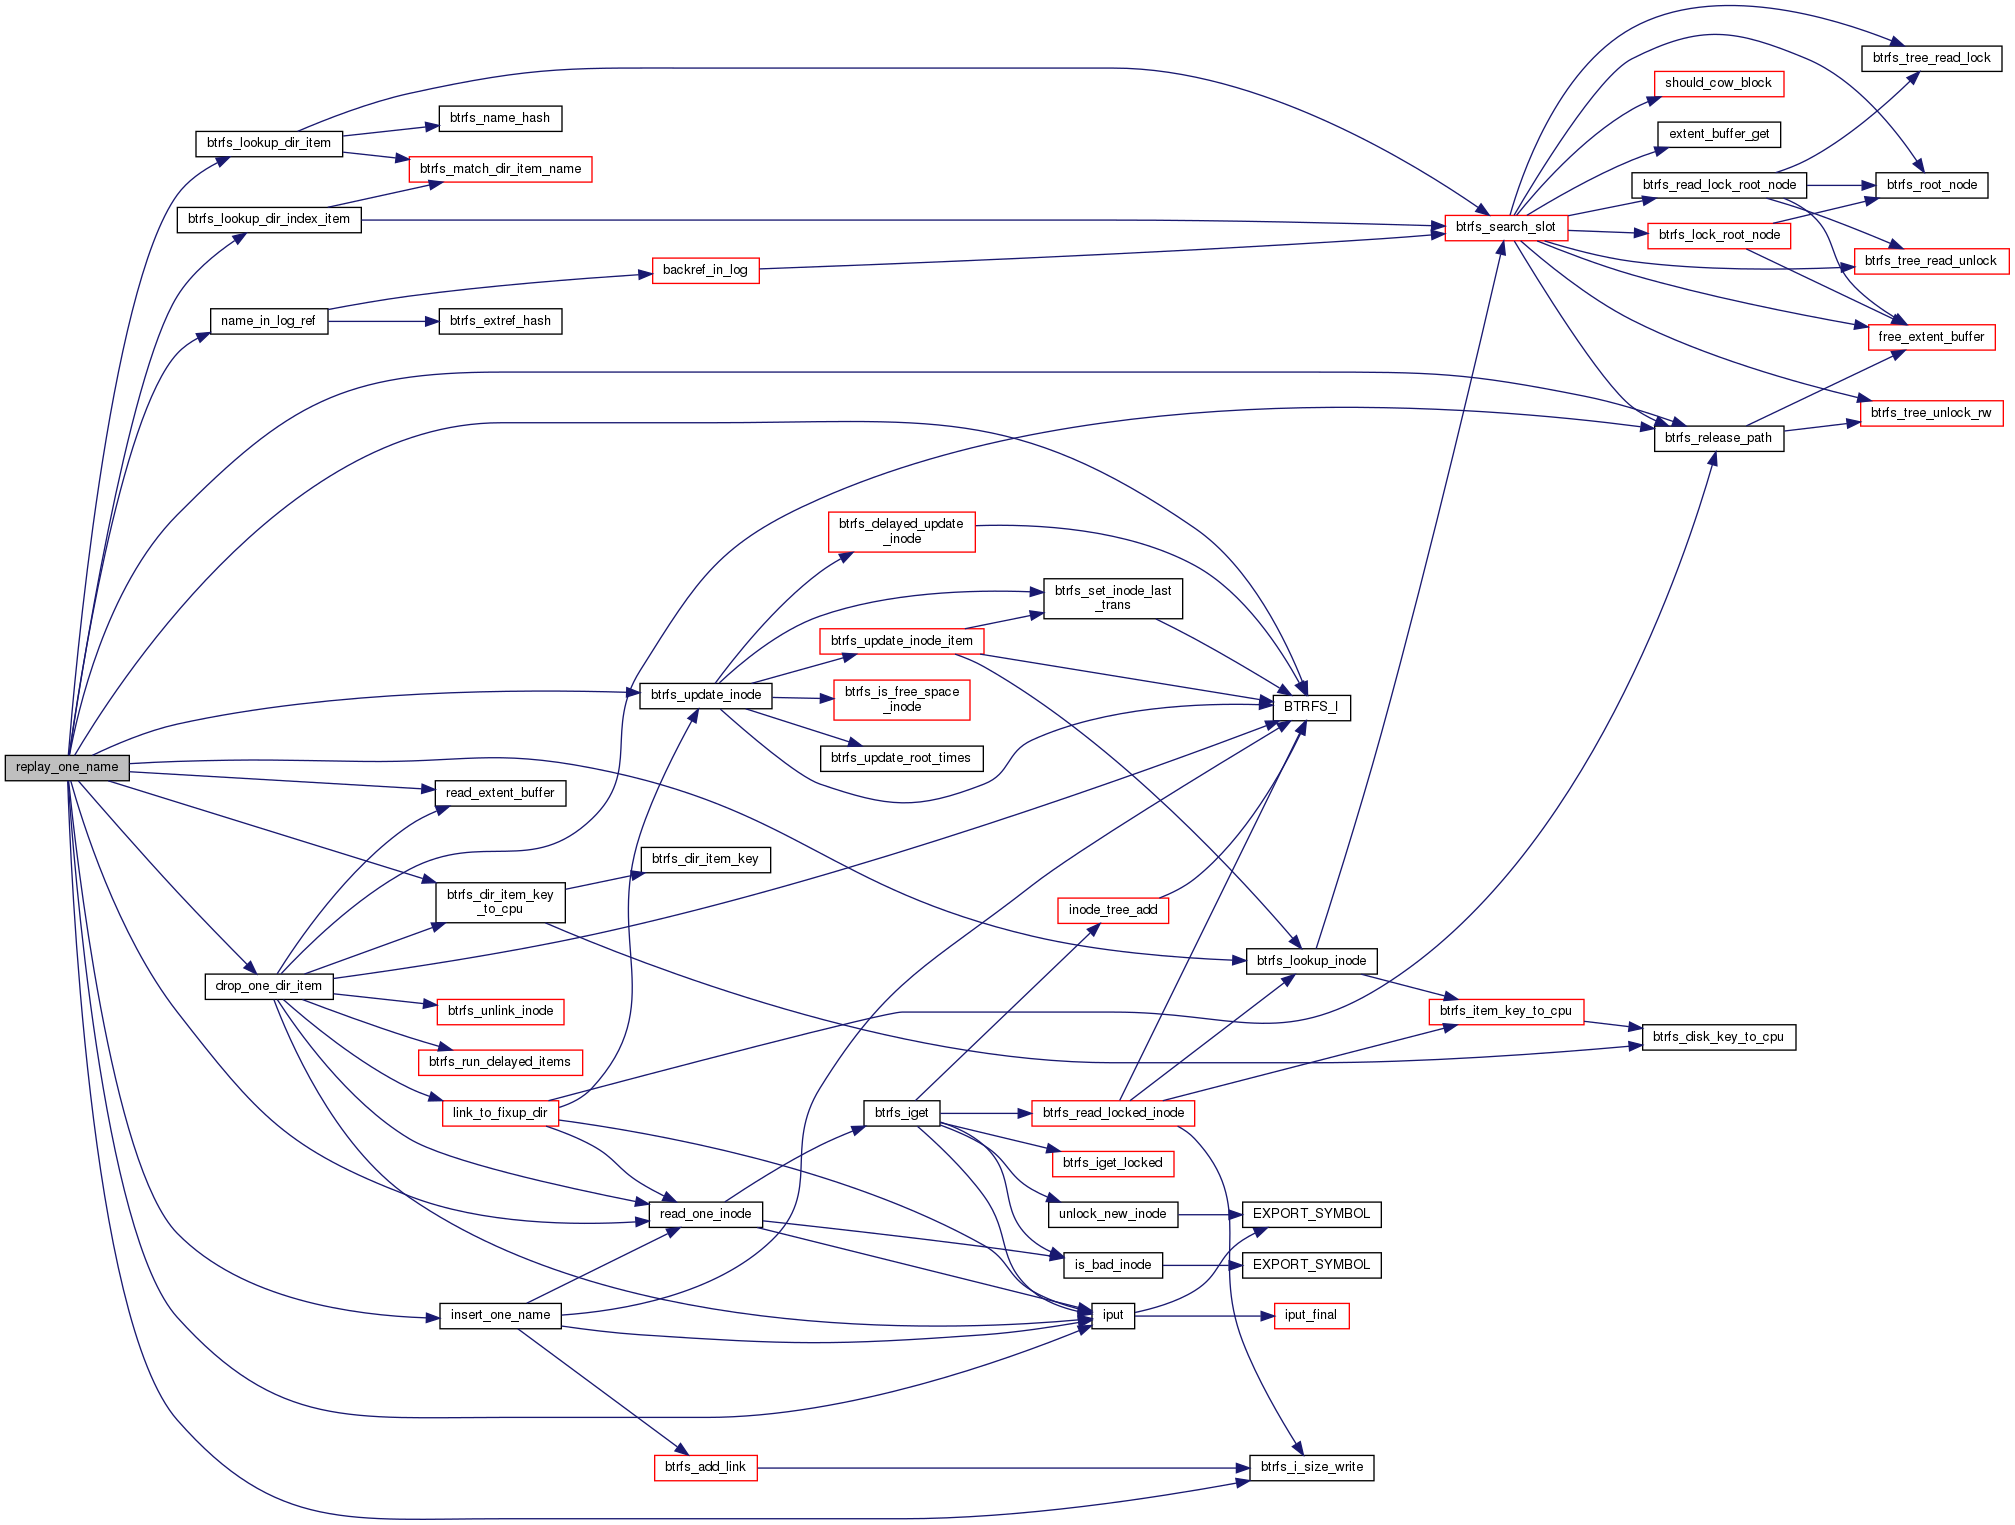 btrfs_tree_read_lock
should_cow_block
btrfs_name_hash
extent_buffer_get
btrfs_lookup_dir_item
btrfs_match_dir_item_name
btrfs_read_lock_root_node
btrfs_root_node
btrfs_lookup_dir_index_item
btrfs_search_slot
btrfs_lock_root_node
btrfs_tree_read_unlock
backref_in_log
name_in_log_ref
btrfs_extref_hash
free_extent_buffer
btrfs_tree_unlock_rw
btrfs_release_path
btrfs_delayed_update
_inode
btrfs_set_inode_last
_trans
btrfs_update_inode_item
btrfs_update_inode
btrfs_is_free_space
_inode
BTRFS_I
btrfs_update_root_times
replay_one_name
read_extent_buffer
btrfs_dir_item_key
btrfs_dir_item_key
_to_cpu
inode_tree_add
btrfs_lookup_inode
drop_one_dir_item
btrfs_unlink_inode
btrfs_item_key_to_cpu
btrfs_disk_key_to_cpu
btrfs_run_delayed_items
link_to_fixup_dir
btrfs_iget
btrfs_read_locked_inode
btrfs_iget_locked
read_one_inode
unlock_new_inode
EXPORT_SYMBOL
is_bad_inode
EXPORT_SYMBOL
insert_one_name
iput
iput_final
btrfs_add_link
btrfs_i_size_write